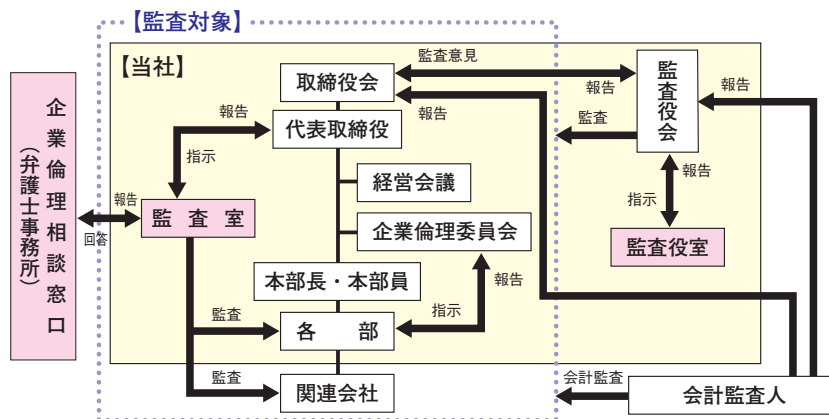 【監査対象】
【当社】
企業倫理相談窓口
（弁護士事務所）
報告
回答
監査室
報告
指示
取締役会
代表取締役
経営会議
企業倫理委員会
本部長・本部員
各部
関連会社
監査
監査
指示
報告
監査意見
報告
報告
監査
監査役会
報告
報告
指示
監査役室
会計監査
会計監査人